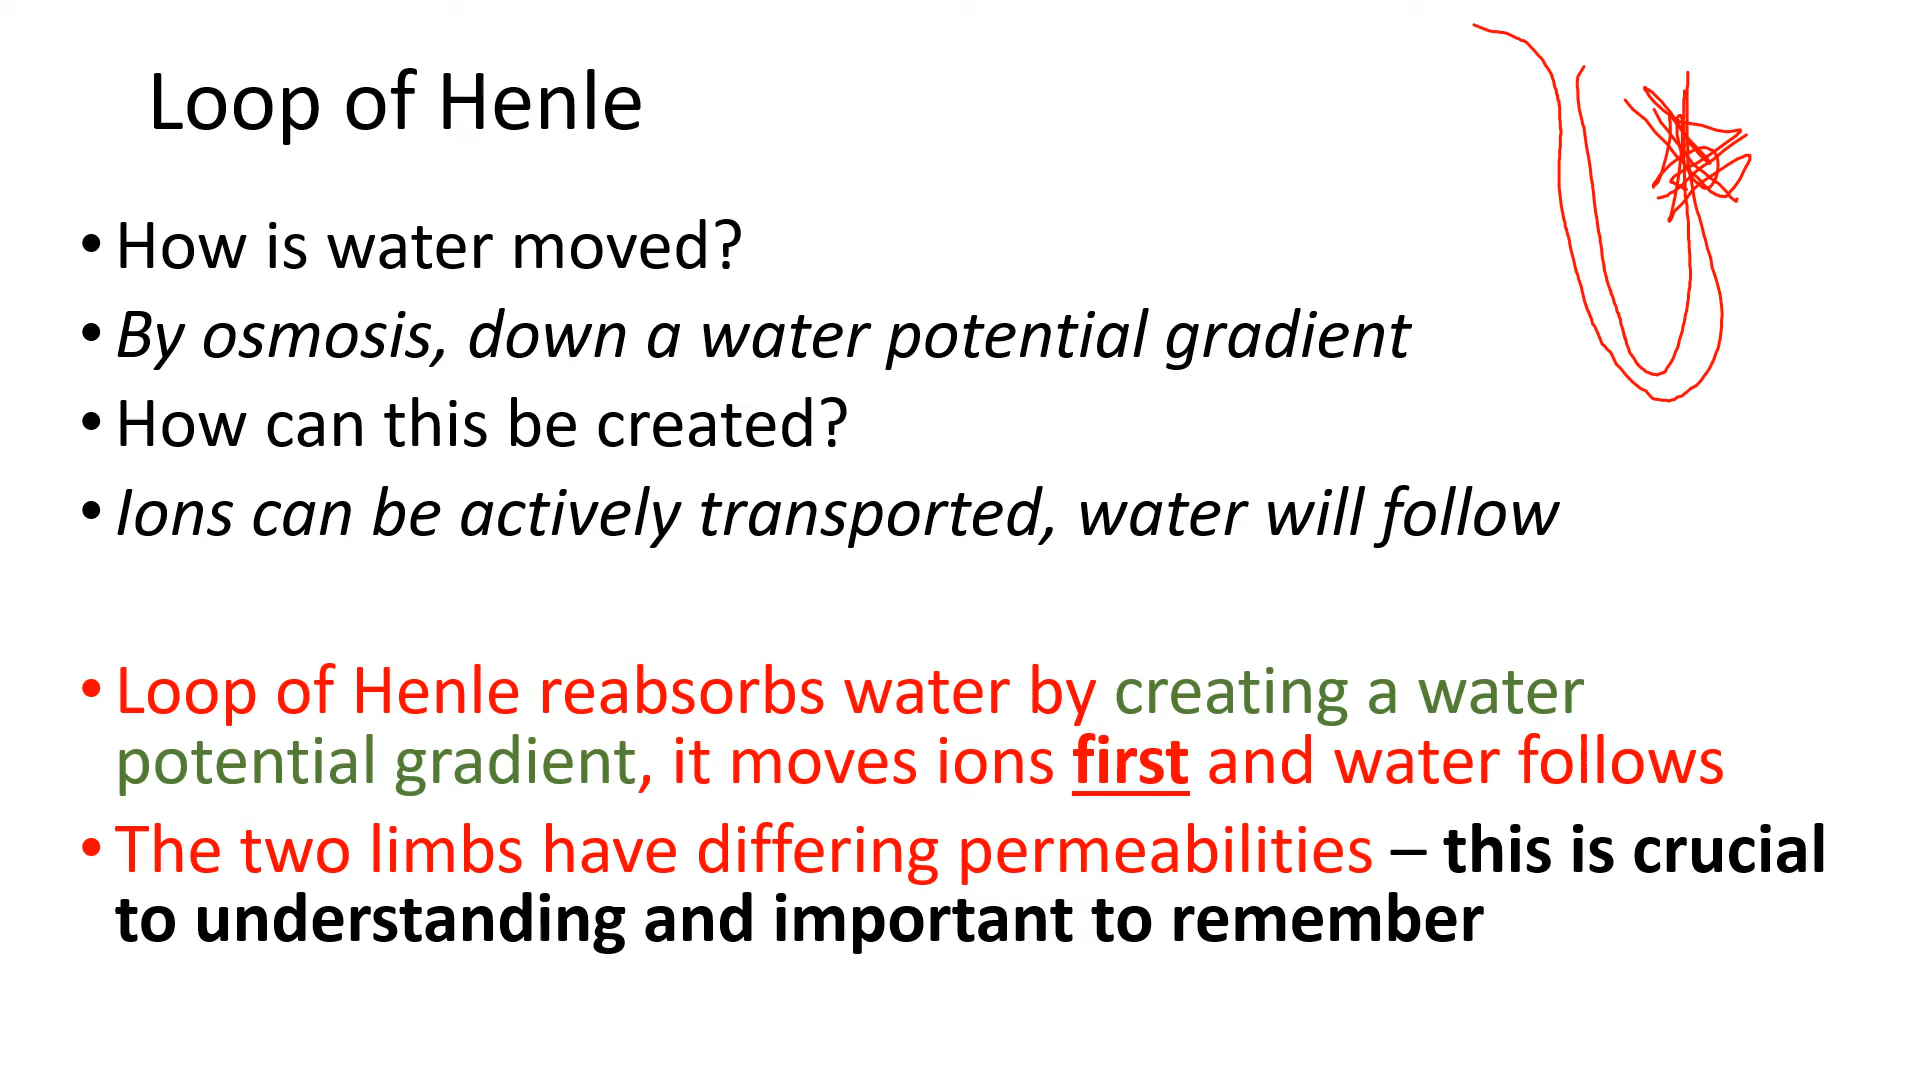 Loop of Henle
• How is water moved?
• By osmosis, down a water potential gradient
• How can this be created?
• Ions can be actively transported, water will follow
• Loop of Henle reabsorbs water by creating a water
potential gradient, it moves ions first and water follows
• The two limbs have differing permeabilities – this is crucial
to understanding and important to remember